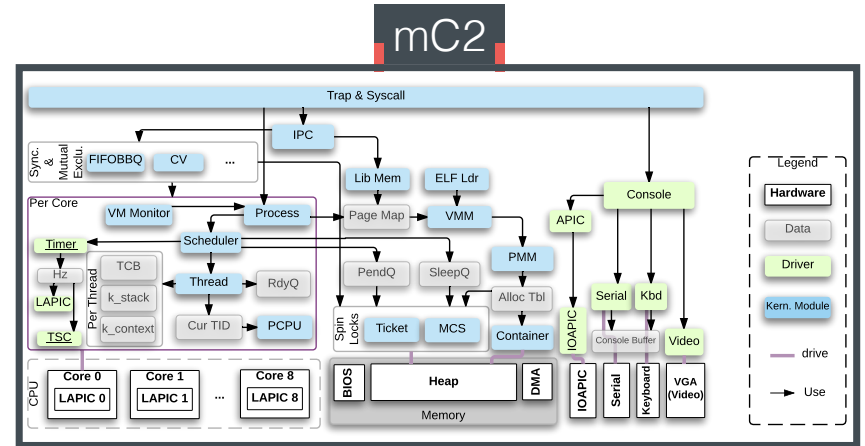 mC2
Trap & Syscall
IPC
Sync.
&
Mutual
Exclu.
FIFOBBQ
CV
...
Lib Mem
ELF Ldr
Console
Per Core
VM Monitor
Process
Page Map
VMM
APIC
Timer
Scheduler
PMM
Hz
Per Thread
TCB
Thread
RdyQ
PendQ
SleepQ
LAPIC
k_stack
Alloc Tbl
Serial
Kbd
TSC
k_context
Cur TID
PCPU
Spin
Locks
Ticket
MCS
Container
IOAPIC
Console Buffer
Video
CPU
Core 0
LAPIC 0
Core 1
LAPIC 1
...
Core 8
LAPIC 8
BIOS
Heap
DMA
Memory
IOAPIC
Serial
Keyboard
VGA
(Video)
Legend
Hardware
Data
Driver
Kern. Module
drive
Use